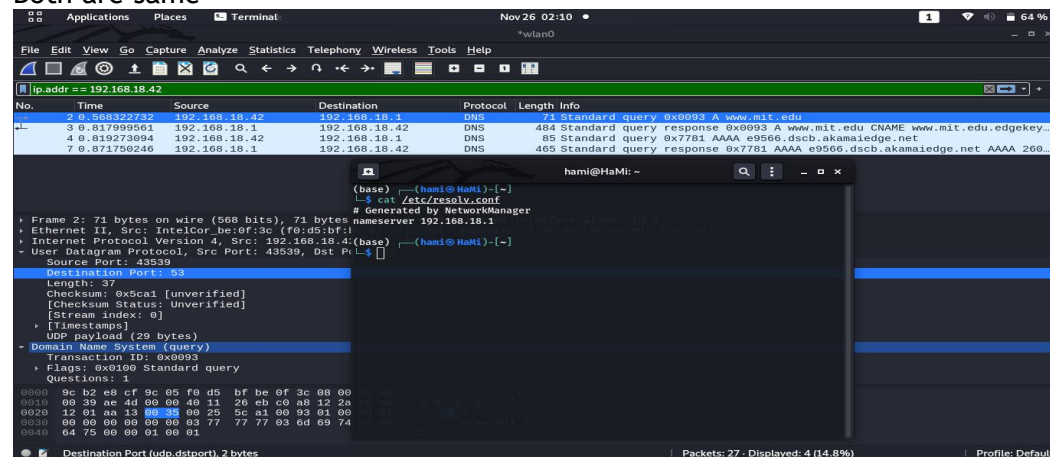 Both are same
Applications Places Terminal Nov 26 02:10 1 64 %
*wlan0
File Edit View Go Capture Analyze Statistics Telephony Wireless Tools Help
ip.addr == 192.168.18.42
No. Time Source Destination Protocol Length Info
2 0.568322732 192.168.18.42 192.168.18.1 DNS 71 Standard query 0x0093 A www.mit.edu
3 0.817999561 192.168.18.1 192.168.18.42 DNS 484 Standard query response 0x0093 A www.mit.edu CNAME www.mit.edu.edgekey…
4 0.819273094 192.168.18.42 192.168.18.1 DNS 85 Standard query 0x7781 AAAA e9566.dscb.akamaiedge.net
7 0.871750246 192.168.18.1 192.168.18.42 DNS 465 Standard query response 0x7781 AAAA e9566.dscb.akamaiedge.net AAAA 260…
hami@HaMi: ~
(base) ┌──(hami㉿HaMi)-[~]
└─$ cat /etc/resolv.conf
# Generated by NetworkManager
nameserver 192.168.18.1
(base) ┌──(hami㉿HaMi)-[~]
└─$
Frame 2: 71 bytes on wire (568 bits), 71 bytes
Ethernet II, Src: IntelCor_be:0f:3c (f0:d5:bf:
Internet Protocol Version 4, Src: 192.168.18.4
User Datagram Protocol, Src Port: 43539, Dst Po
Source Port: 43539
Destination Port: 53
Length: 37
Checksum: 0x5ca1 [unverified]
[Checksum Status: Unverified]
[Stream index: 0]
[Timestamps]
UDP payload (29 bytes)
Domain Name System (query)
Transaction ID: 0x0093
Flags: 0x0100 Standard query
Questions: 1
0000 9c b2 e8 cf 9c 05 f0 d5 bf be 0f 3c 08 00
0010 00 39 ae 4d 00 00 40 11 26 eb c0 a8 12 2a
0020 12 01 aa 13 00 35 00 25 5c a1 00 93 01 00
0030 00 00 00 00 00 03 77 77 77 03 6d 69 74
0040 64 75 00 00 01 00 01
Destination Port (udp.dstport), 2 bytes Packets: 27 · Displayed: 4 (14.8%) Profile: Defaul